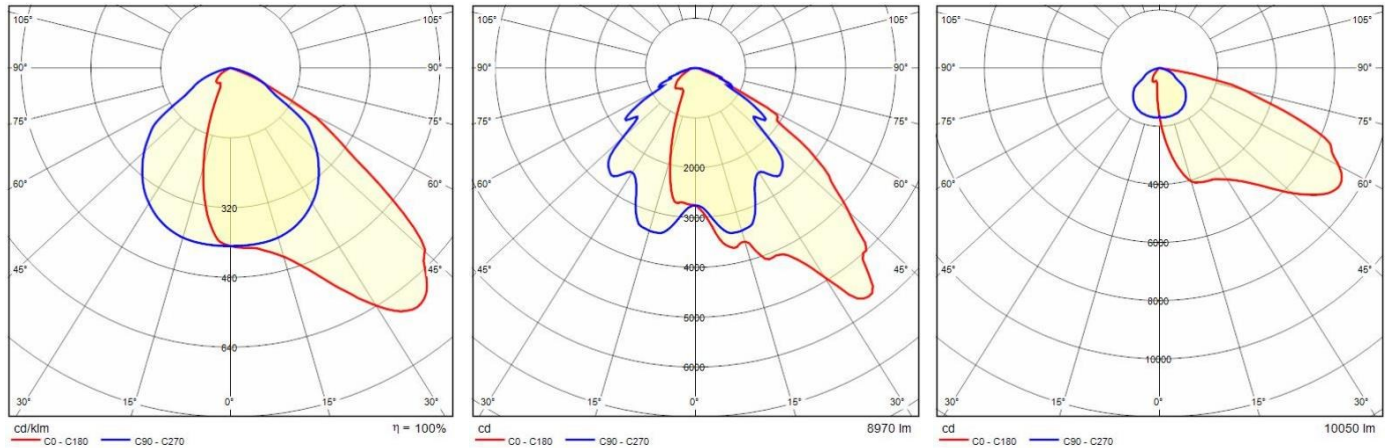 105° 105° 105° 105° 105° 105°
90° 90° 90° 90° 90° 90°
75° 75° 75° 75° 75° 75°
2000
60° 60° 60° 60° 4000 60° 60°
320 3000
6000
45° 480 45° 45° 4000 45° 45° 45°
8000
5000
640
6000 10000
30° 15° 0° 15° 30° 30° 15° 0° 15° 30° 30° 15° 0° 15° 30°
cd/klm η = 100% cd 8970 lm cd 10050 lm
C0 - C180 C90 - C270 C0 - C180 C90 - C270 C0 - C180 C90 - C270